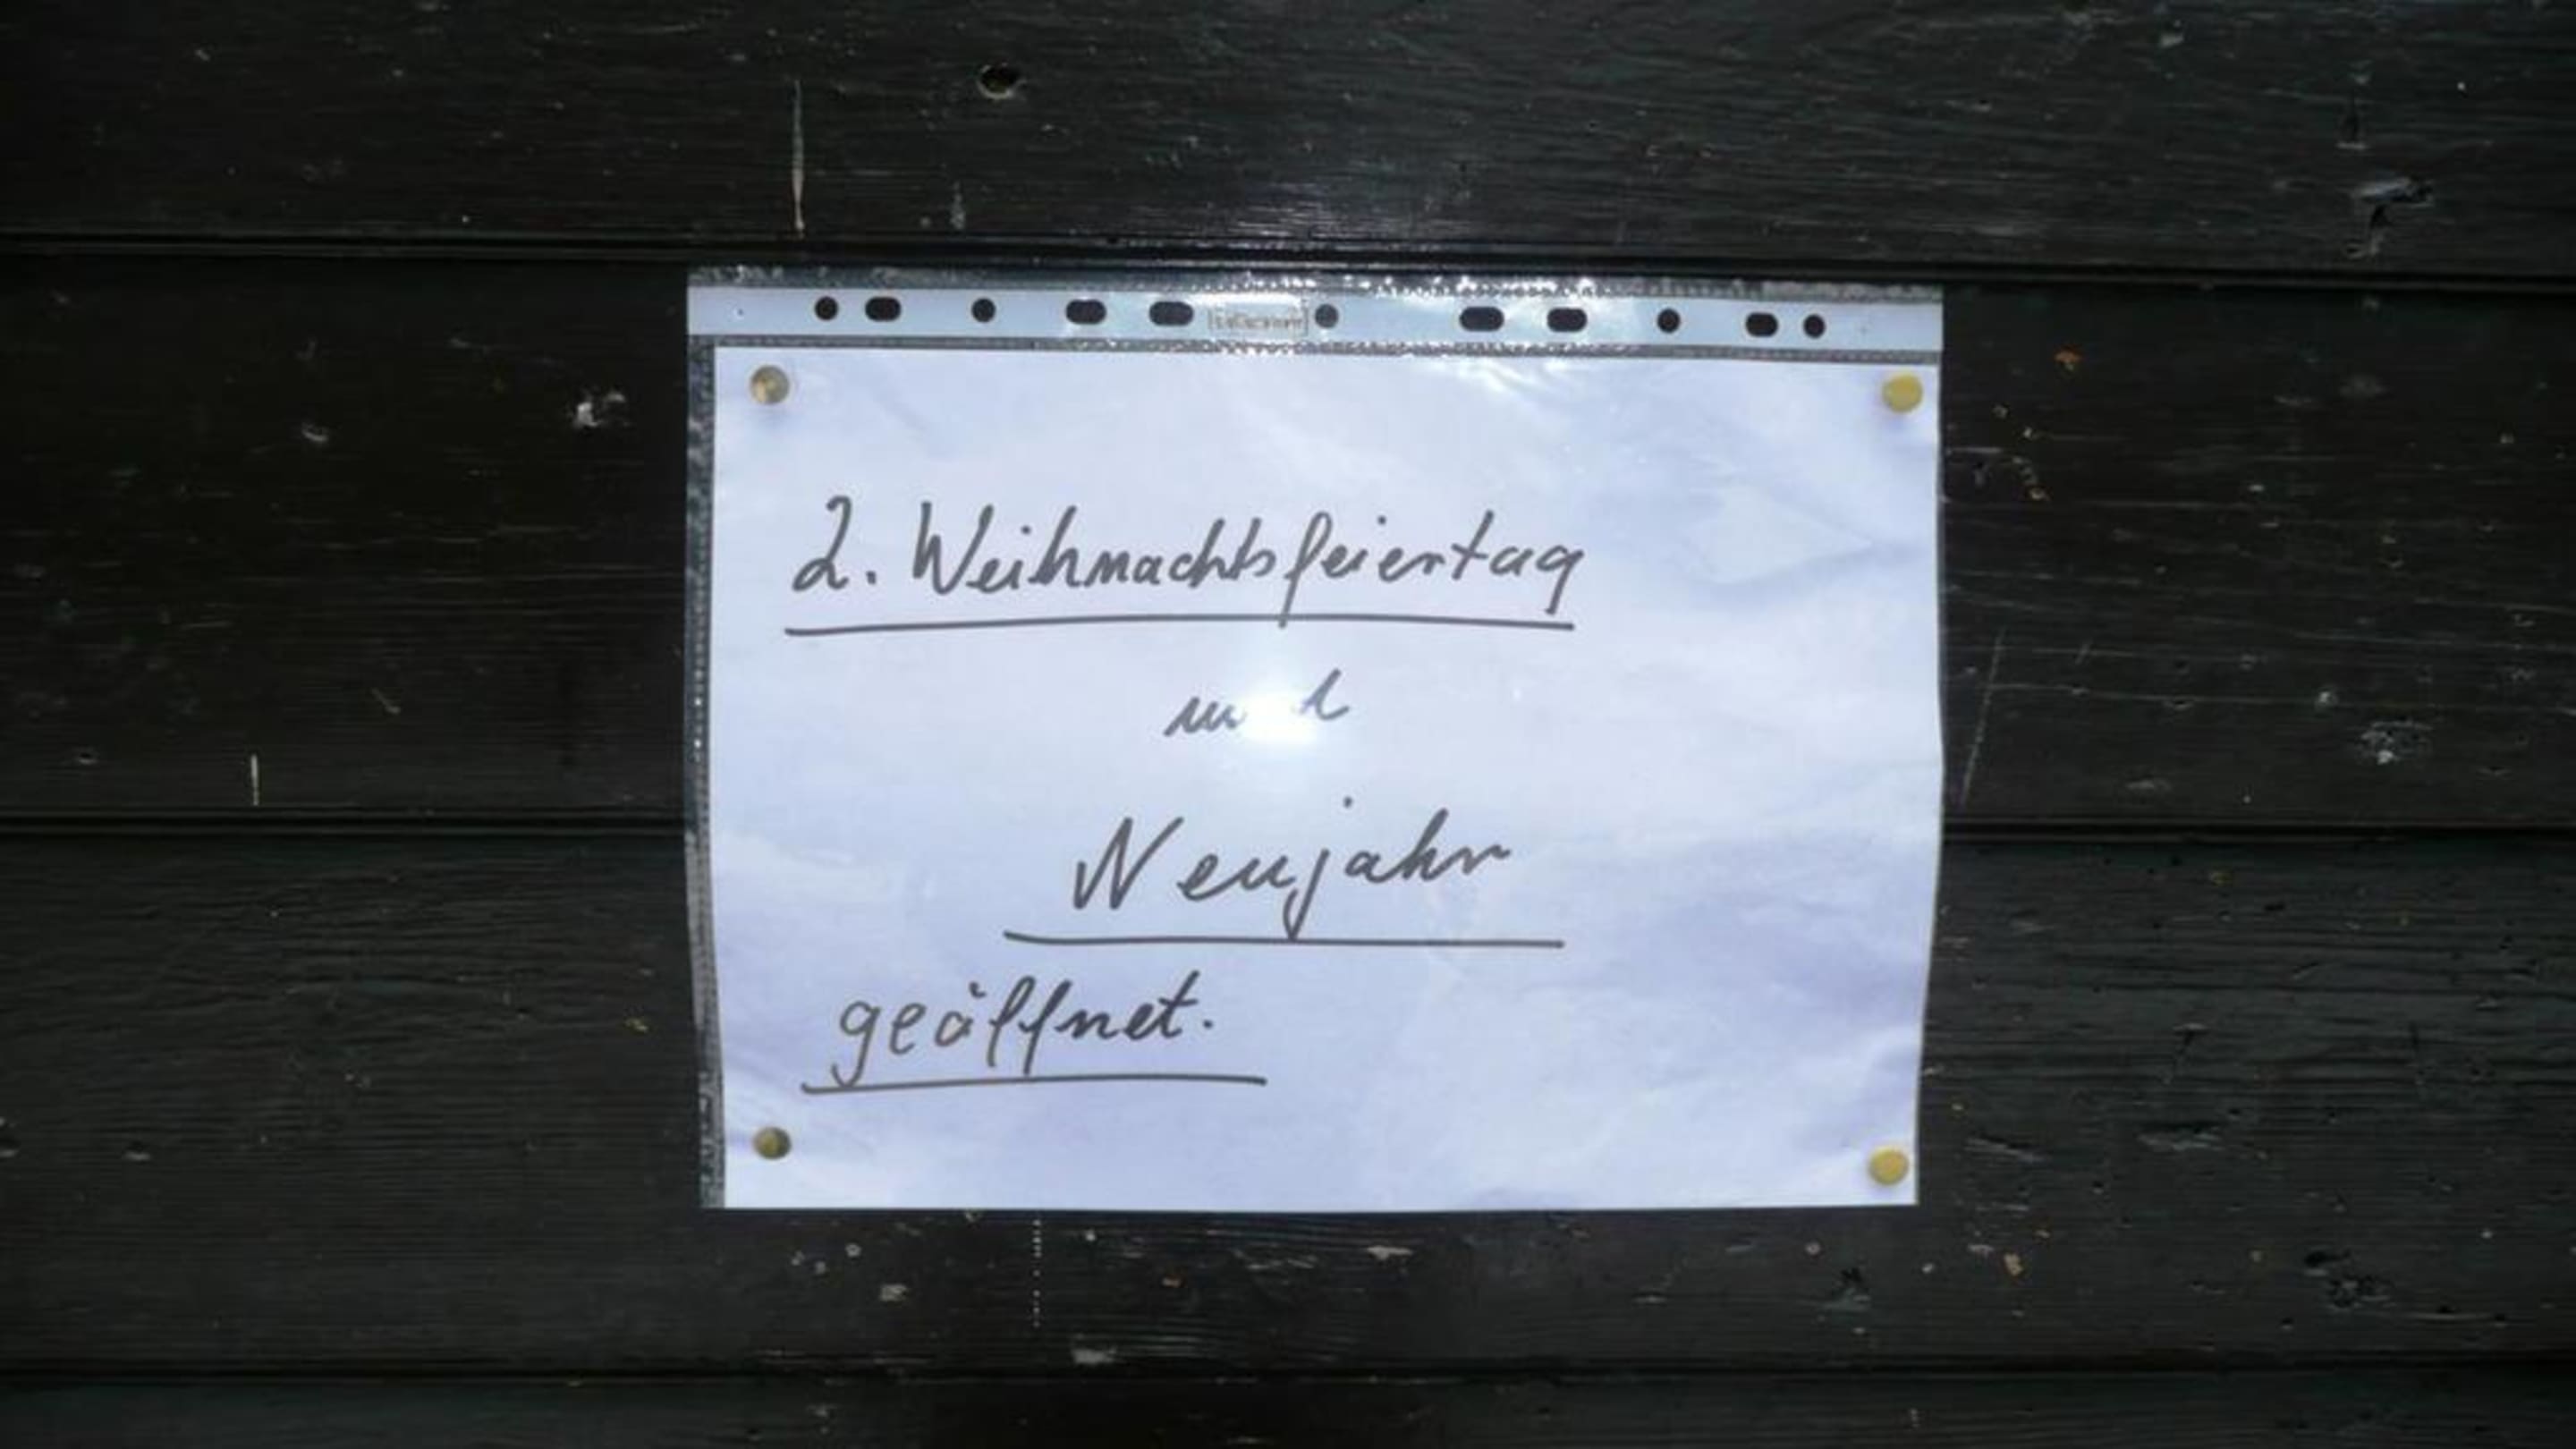 2. Weihnachtsfeiertag
und
Neujahr
geöffnet.